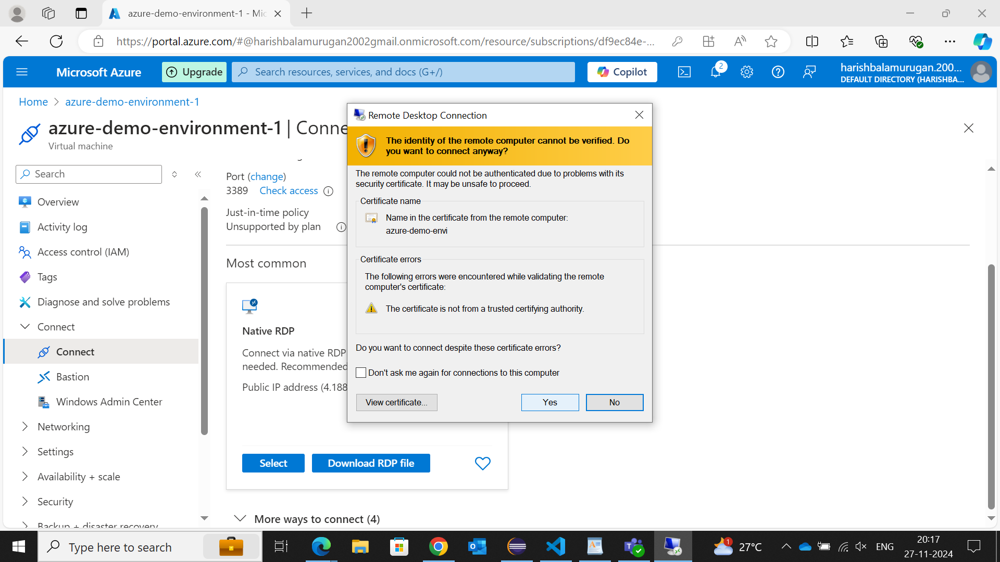 azure-demo-environment-1 - Mic
https://portal.azure.com/#@harishbalamurugan2002gmail.onmicrosoft.com/resource/subscriptions/df9ec84e-...
Microsoft Azure
Upgrade
Search resources, services, and docs (G+/)
Copilot
2
harishbalamurugan.200...
DEFAULT DIRECTORY (HARISHBA...
Home > azure-demo-environment-1
azure-demo-environment-1 | Conne
Virtual machine
Search
Overview
Activity log
Access control (IAM)
Tags
Diagnose and solve problems
Connect
Connect
Bastion
Windows Admin Center
Networking
Settings
Availability + scale
Security
Backup + disaster recovery
Port (change)
3389 Check access
Just-in-time policy
Unsupported by plan
Most common
Native RDP
Connect via native RDP
needed. Recommended
Public IP address (4.188
Select
Download RDP file
More ways to connect (4)
Remote Desktop Connection
The identity of the remote computer cannot be verified. Do
you want to connect anyway?
The remote computer could not be authenticated due to problems with its
security certificate. It may be unsafe to proceed.
Certificate name
Name in the certificate from the remote computer:
azure-demo-envi
Certificate errors
The following errors were encountered while validating the remote
computer's certificate:
The certificate is not from a trusted certifying authority.
Do you want to connect despite these certificate errors?
Don't ask me again for connections to this computer
View certificate...
Yes
No
Type here to search
1
27°C
ENG
20:17
27-11-2024